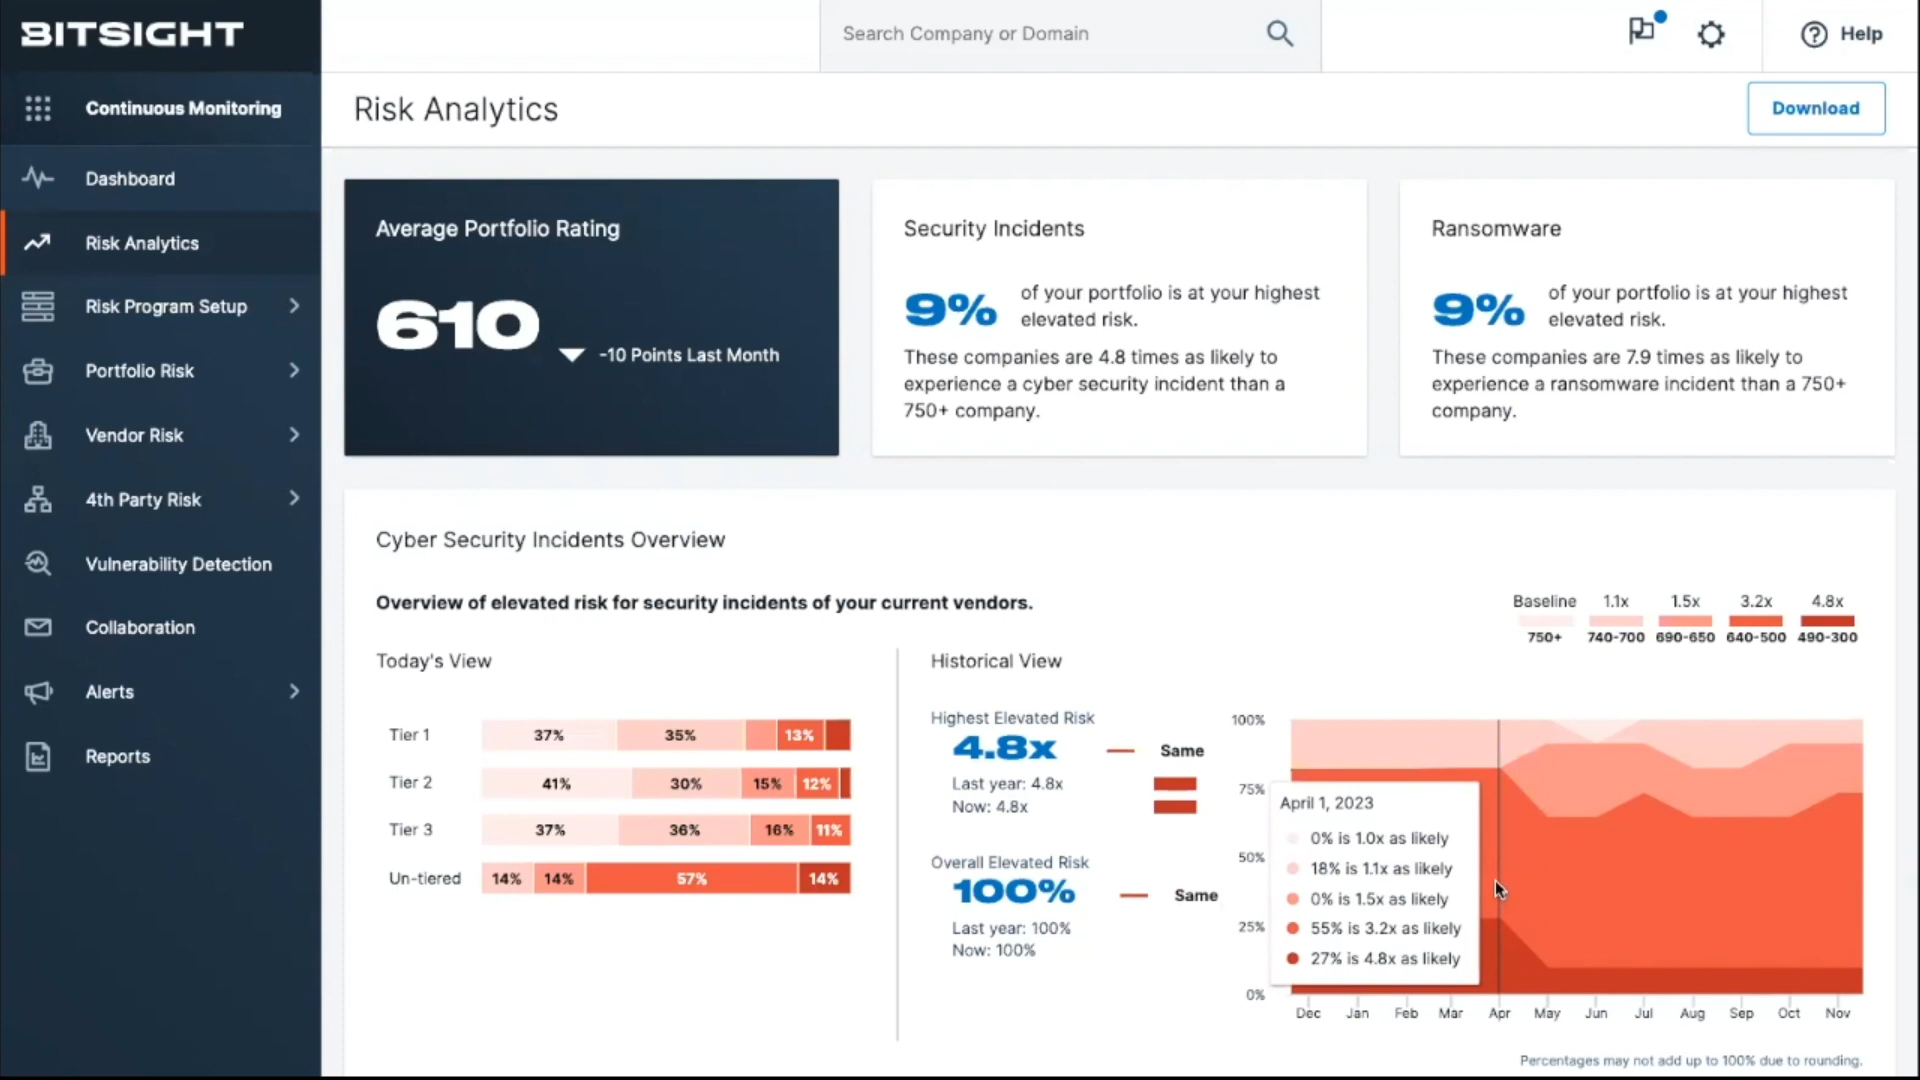 BITSIGHT
Search Company or Domain
Help
Continuous Monitoring
Dashboard
Risk Analytics
Risk Program Setup
Portfolio Risk
Vendor Risk
4th Party Risk
Vulnerability Detection
Collaboration
Alerts
Reports
Risk Analytics
Download
Average Portfolio Rating
610
-10 Points Last Month
Security Incidents
9%
of your portfolio is at your highest
elevated risk.
These companies are 4.8 times as likely to
experience a cyber security incident than a
750+ company.
Ransomware
9%
of your portfolio is at your highest
elevated risk.
These companies are 7.9 times as likely to
experience a ransomware incident than a 750+
company.
Cyber Security Incidents Overview
Overview of elevated risk for security incidents of your current vendors.
Baseline 1.1x 1.5x 3.2x 4.8x
750+ 740-700 690-650 640-500 490-300
Today's View
Tier 1 37% 35% 13%
Tier 2 41% 30% 15% 12%
Tier 3 37% 36% 16% 11%
Un-tiered 14% 14% 57% 14%
Historical View
Highest Elevated Risk
4.8x
Same
Last year: 4.8x
Now: 4.8x
Overall Elevated Risk
100%
Same
Last year: 100%
Now: 100%
100%
75%
50%
25%
0%
April 1, 2023
0% is 1.0x as likely
18% is 1.1x as likely
0% is 1.5x as likely
55% is 3.2x as likely
27% is 4.8x as likely
Dec Jan Feb Mar Apr May Jun Jul Aug Sep Oct Nov
Percentages may not add up to 100% due to rounding.